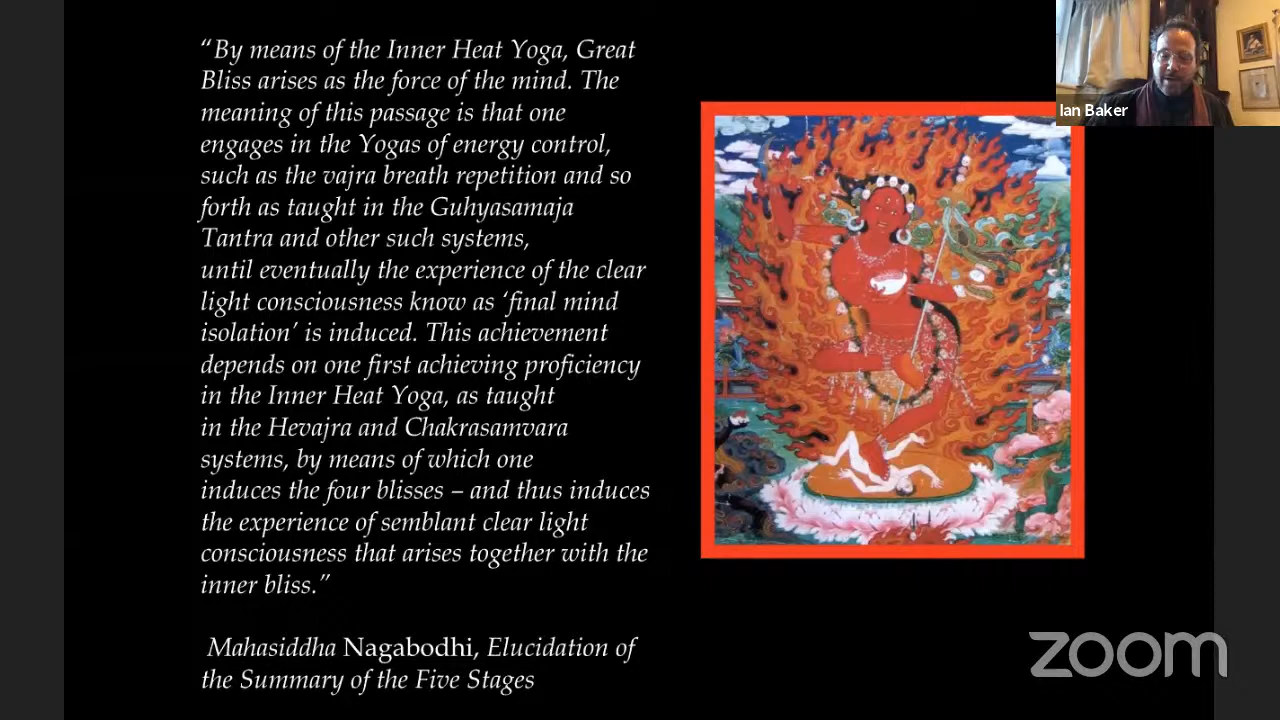 “By means of the Inner Heat Yoga, Great
Bliss arises as the force of the mind. The
meaning of this passage is that one
engages in the Yogas of energy control,
such as the vajra breath repetition and so
forth as taught in the Guhyasamaja
Tantra and other such systems,
until eventually the experience of the clear
light consciousness know as ‘final mind
isolation’ is induced. This achievement
depends on one first achieving proficiency
in the Inner Heat Yoga, as taught
in the Hevajra and Chakrasamvara
systems, by means of which one
induces the four blisses – and thus induces
the experience of semblant clear light
consciousness that arises together with the
inner bliss.”
Mahasiddha Nagabodhi, Elucidation of
the Summary of the Five Stages
Ian Baker
zoom